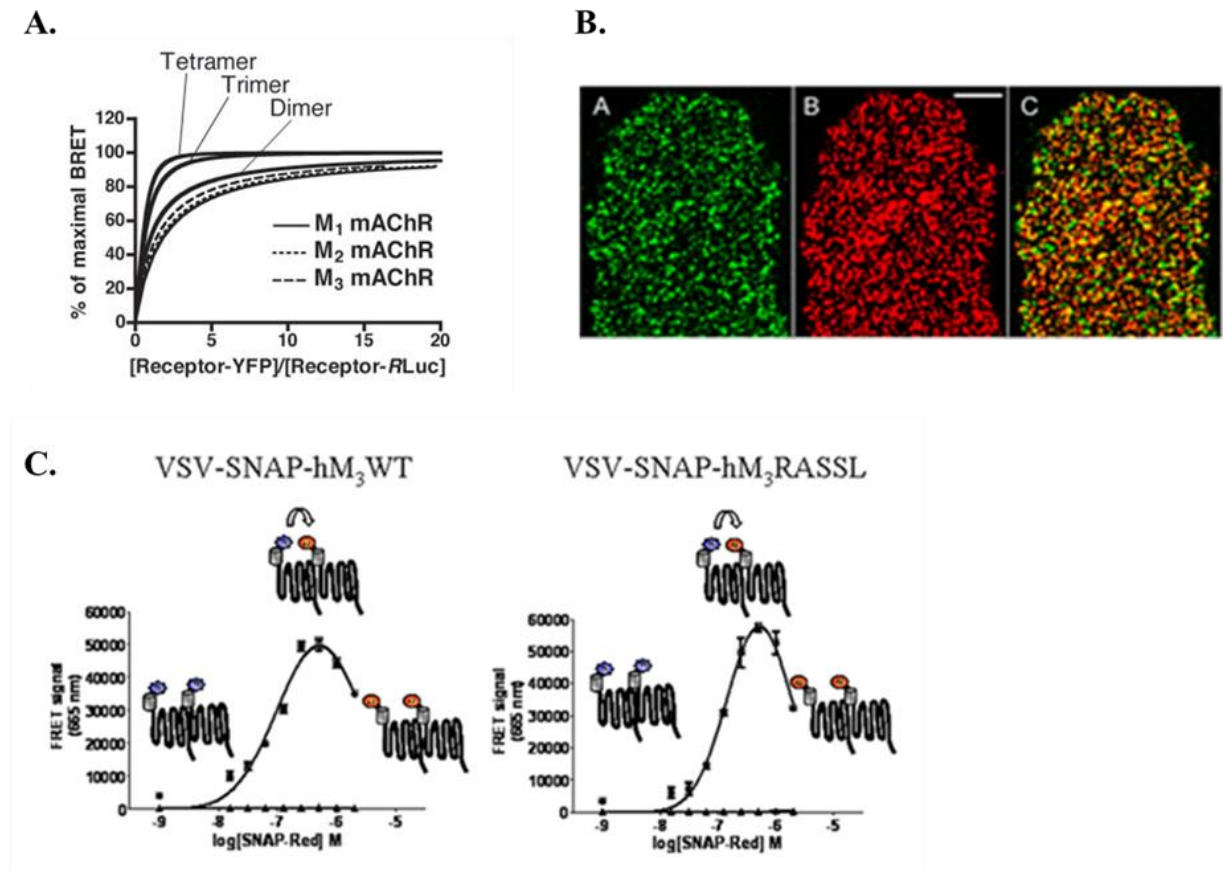 A.
Tetramer
Trimer
Dimer
% of maximal BRET
120
100
80
60
40
20
0
M1 mAChR
M2 mAChR
M3 mAChR
0 5 10 15 20
[Receptor-YFP]/[Receptor-RLuc]
B.
A B C
C.
VSV-SNAP-hM3WT
FRET signal
(665 nm)
60000
50000
40000
30000
20000
10000
0
-9 -8 -7 -6 -5
log[SNAP-Red] M
VSV-SNAP-hM3RASSL
FRET signal
(665 nm)
60000
50000
40000
30000
20000
10000
0
-9 -8 -7 -6 -5
log[SNAP-Red] M